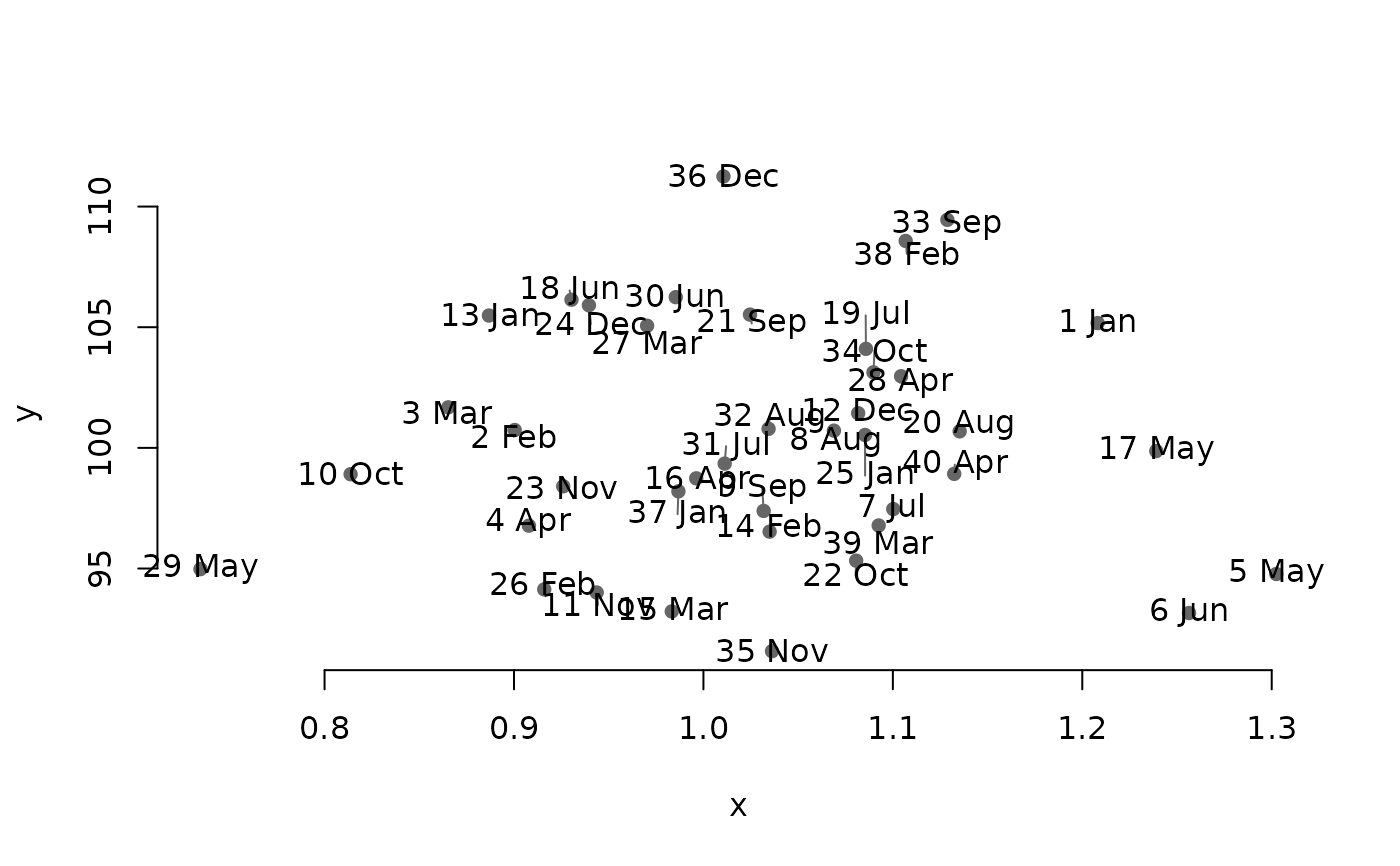 36 Dec
110
33 Sep
38 Feb
18 Jun
30 Jun
19 Jul
13 Jan
24 Dec
21 Sep
1 Jan
105
27 Mar
34 Oct
28 Apr
3 Mar
32 Aug
12 Dec
20 Aug
y
2 Feb
8 Aug
31 Jul
17 May
100
40 Apr
10 Oct
25 Jan
16 Apr
9 Sep
23 Nov
7 Jul
37 Jan
4 Apr
14 Feb
39 Mar
29 May
95
22 Oct
5 May
26 Feb
11 Nov
15 Mar
6 Jun
35 Nov
0.8 0.9 1.0 1.1 1.2 1.3
x